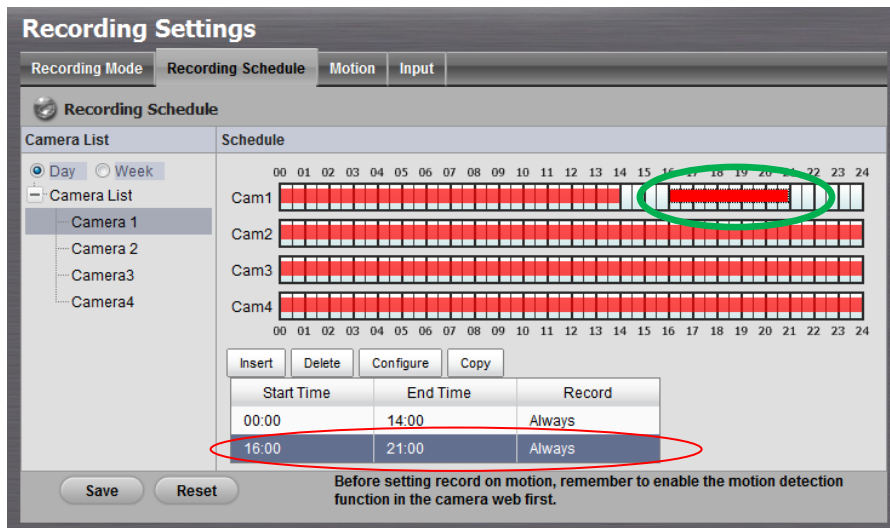 Recording Settings
Recording Mode Recording Schedule Motion Input
Recording Schedule
Camera List Schedule
Day Week
Camera List
Camera 1
Camera 2
Camera3
Camera4
00 01 02 03 04 05 06 07 08 09 10 11 12 13 14 15 16 17 18 19 20 21 22 23 24
Cam1
Cam2
Cam3
Cam4
00 01 02 03 04 05 06 07 08 09 10 11 12 13 14 15 16 17 18 19 20 21 22 23 24
Insert Delete Configure Copy
Start Time End Time Record
00:00 14:00 Always
16:00 21:00 Always
Save Reset
Before setting record on motion, remember to enable the motion detection
function in the camera web first.